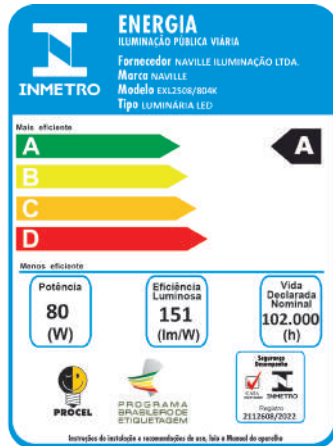 ENERGIA
ILUMINAÇÃO PÚBLICA VIÁRIA
Fornecedor NAVILLE ILUMINAÇÃO LTDA.
Marca NAVILLE
Modelo EXL2508/804K
Tipo LUMINÁRIA LED
INMETRO
Mais eficiente
A
A
B
C
D
Menos eficiente
Potência
80
(W)
Eficiência
Luminosa
151
(lm/W)
Vida
Declarada
Nominal
102.000
(h)
PROCEL
PROGRAMA
BRASILEIRO DE
ETIQUETAGEM
Segurança
Desempenho
INMETRO
Registro
2112608/2022
Instruções de instalação e recomendações de uso, leia o Manual do aparelho